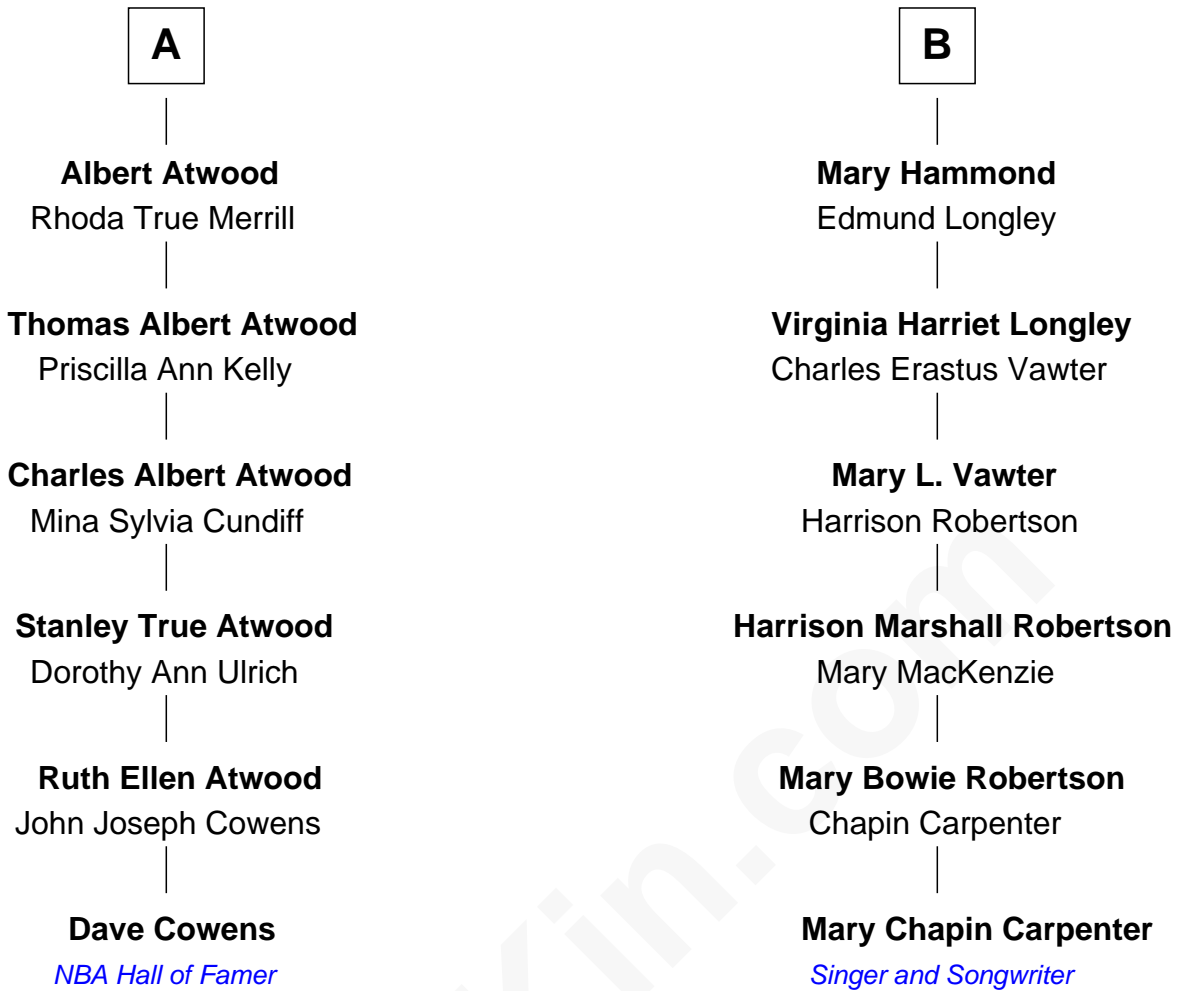 A
Albert Atwood
Rhoda True Merrill
Thomas Albert Atwood
Priscilla Ann Kelly
Charles Albert Atwood
Mina Sylvia Cundiff
Stanley True Atwood
Dorothy Ann Ulrich
Ruth Ellen Atwood
John Joseph Cowens
Dave Cowens
NBA Hall of Famer
B
Mary Hammond
Edmund Longley
Virginia Harriet Longley
Charles Erastus Vawter
Mary L. Vawter
Harrison Robertson
Harrison Marshall Robertson
Mary MacKenzie
Mary Bowie Robertson
Chapin Carpenter
Mary Chapin Carpenter
Singer and Songwriter